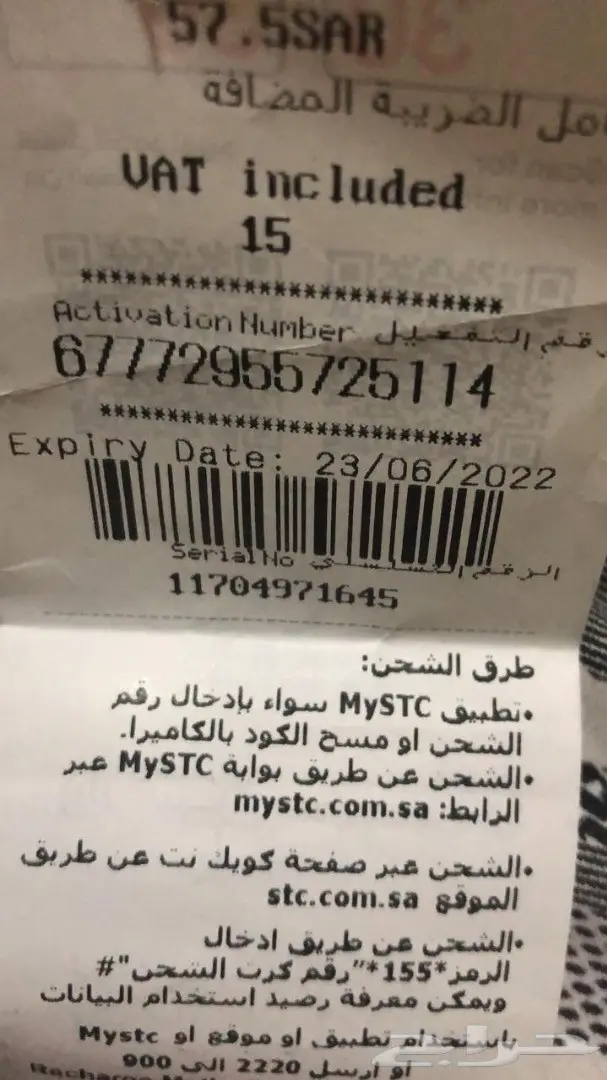 57.5SAR
الضريبة المضافة
VAT included
15
****************************
Activation Number رقم التفعيل
67772955725114
****************************
Expiry Date: 23/06/2022
Serial No الرقم التسلسلي
11704971645
طرق الشحن:
•تطبيق MySTC سواء بإدخال رقم
الشحن او مسح الكود بالكاميرا.
•الشحن عن طريق بوابة MySTC عبر
الرابط: mystc.com.sa
•الشحن عبر صفحة كويك نت عن طريق
الموقع stc.com.sa
•الشحن عن طريق ادخال
الرمز*155*"رقم كرت الشحن"#
ويمكن معرفة رصيد استخدام البيانات
باستخدام تطبيق او موقع Mystc او
او ارسل 2220 الى 900
حراج